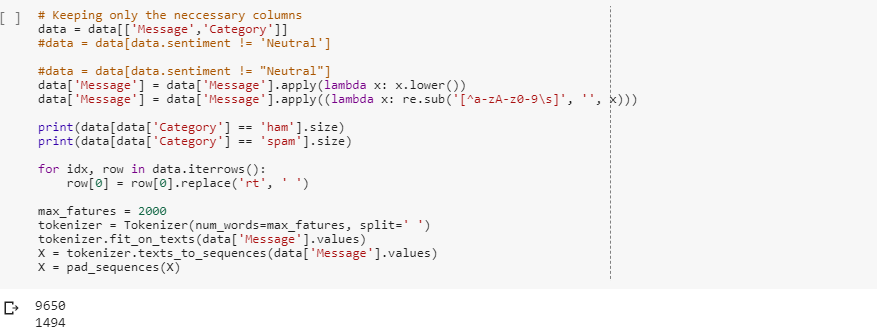 [ ] # Keeping only the neccessary columns
data = data[['Message','Category']]
#data = data[data.sentiment != 'Neutral']
#data = data[data.sentiment != "Neutral"]
data['Message'] = data['Message'].apply(lambda x: x.lower())
data['Message'] = data['Message'].apply((lambda x: re.sub('[^a-zA-z0-9\s]', '', x)))
print(data[data['Category'] == 'ham'].size)
print(data[data['Category'] == 'spam'].size)
for idx, row in data.iterrows():
row[0] = row[0].replace('rt', ' ')
max_fatures = 2000
tokenizer = Tokenizer(num_words=max_fatures, split=' ')
tokenizer.fit_on_texts(data['Message'].values)
X = tokenizer.texts_to_sequences(data['Message'].values)
X = pad_sequences(X)
9650
1494